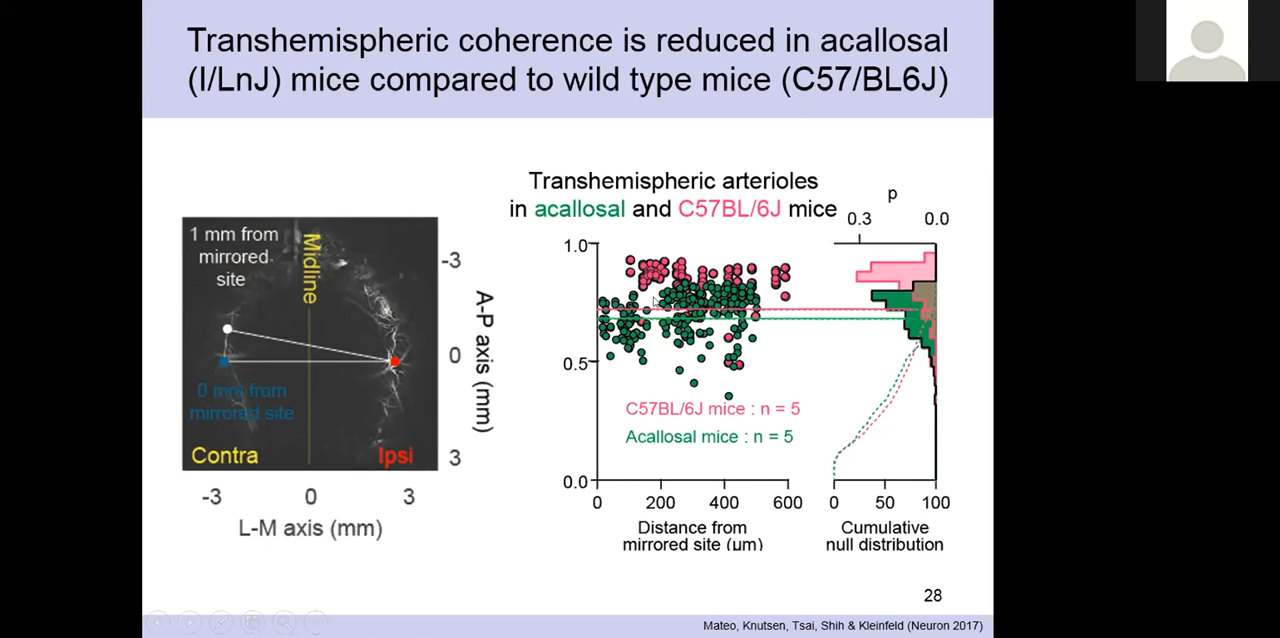 Transhemispheric coherence is reduced in acallosal
(I/LnJ) mice compared to wild type mice (C57/BL6J)
1 mm from
mirrored
site
Midline
0 mm from
mirrored site
Contra
Ipsi
-3
0
3
A-P axis (mm)
-3
0
3
L-M axis (mm)
Transhemispheric arterioles
in acallosal and C57BL/6J mice
1.0
0.5
0.0
C57BL/6J mice : n = 5
Acallosal mice : n = 5
0
200
400
600
Distance from
mirrored site (µm)
p
0.3
0.0
0
50
100
Cumulative
null distribution
28
Mateo, Knutsen, Tsai, Shih & Kleinfeld (Neuron 2017)